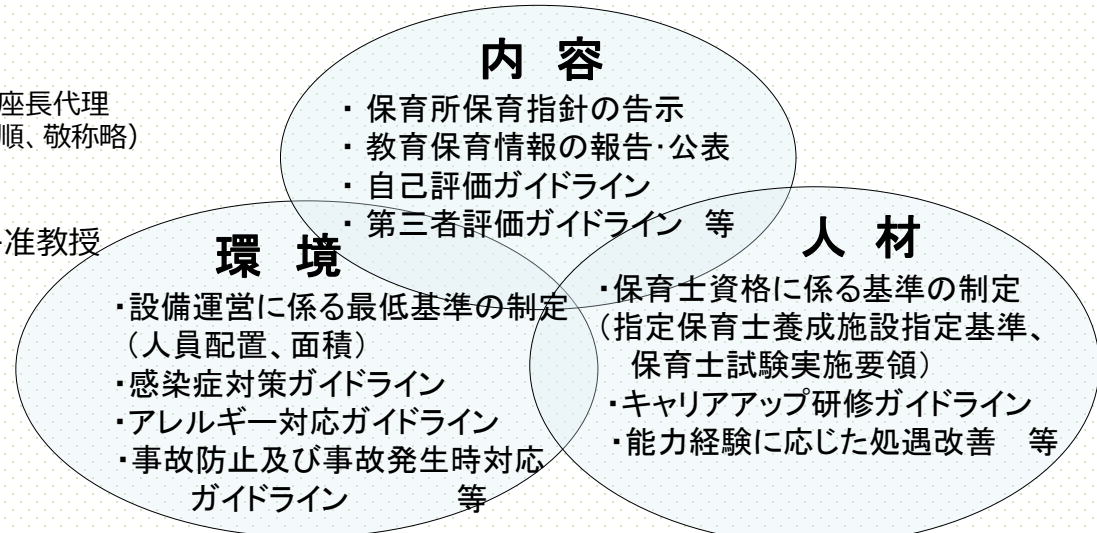 内 容
座長代理
・ 保育所保育指針の告示
順、敬称略）
・ 教育保育情報の報告・公表
・ 自己評価ガイドライン
・ 第三者評価ガイドライン 等
准教授
環 境
・設備運営に係る最低基準の制定
（人員配置、面積）
・感染症対策ガイドライン
・アレルギー対応ガイドライン
・事故防止及び事故発生時対応
ガイドライン 等
人 材
・保育士資格に係る基準の制定
（指定保育士養成施設指定基準、
保育士試験実施要領）
・キャリアアップ研修ガイドライン
・能力経験に応じた処遇改善 等